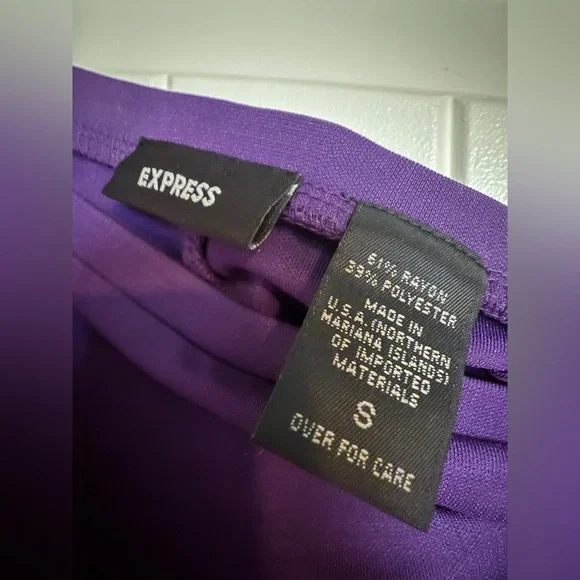 EXPRESS
61% RAYON
39% POLYESTER
MADE IN
U.S.A.(NORTHERN
MARIANA ISLANDS)
OF IMPORTED
MATERIALS
S
OVER FOR CARE